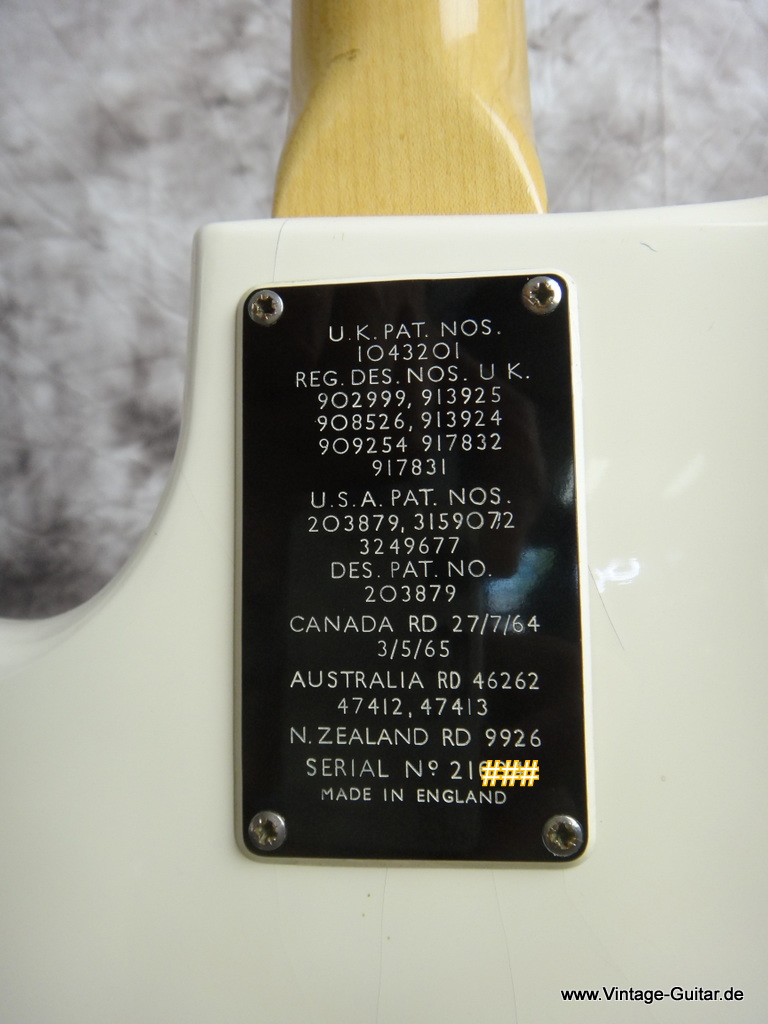 U.K. PAT. NOS.
1043201
REG. DES. NOS. U K.
902999, 913925
908526, 913924
909254 917832
917831
U.S.A. PAT. NOS.
203879, 3159072
3249677
DES. PAT. NO.
203879
CANADA RD 27/7/64
3/5/65
AUSTRALIA RD 46262
47412, 47413
N. ZEALAND RD 9926
SERIAL Nº 21###
MADE IN ENGLAND
www.Vintage-Guitar.de